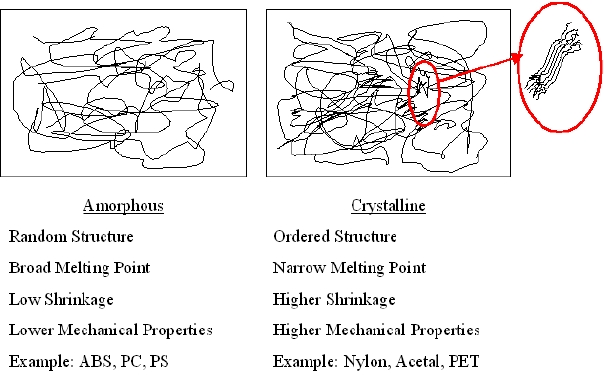 Amorphous
Random Structure
Broad Melting Point
Low Shrinkage
Lower Mechanical Properties
Example: ABS, PC, PS
Crystalline
Ordered Structure
Narrow Melting Point
Higher Shrinkage
Higher Mechanical Properties
Example: Nylon, Acetal, PET